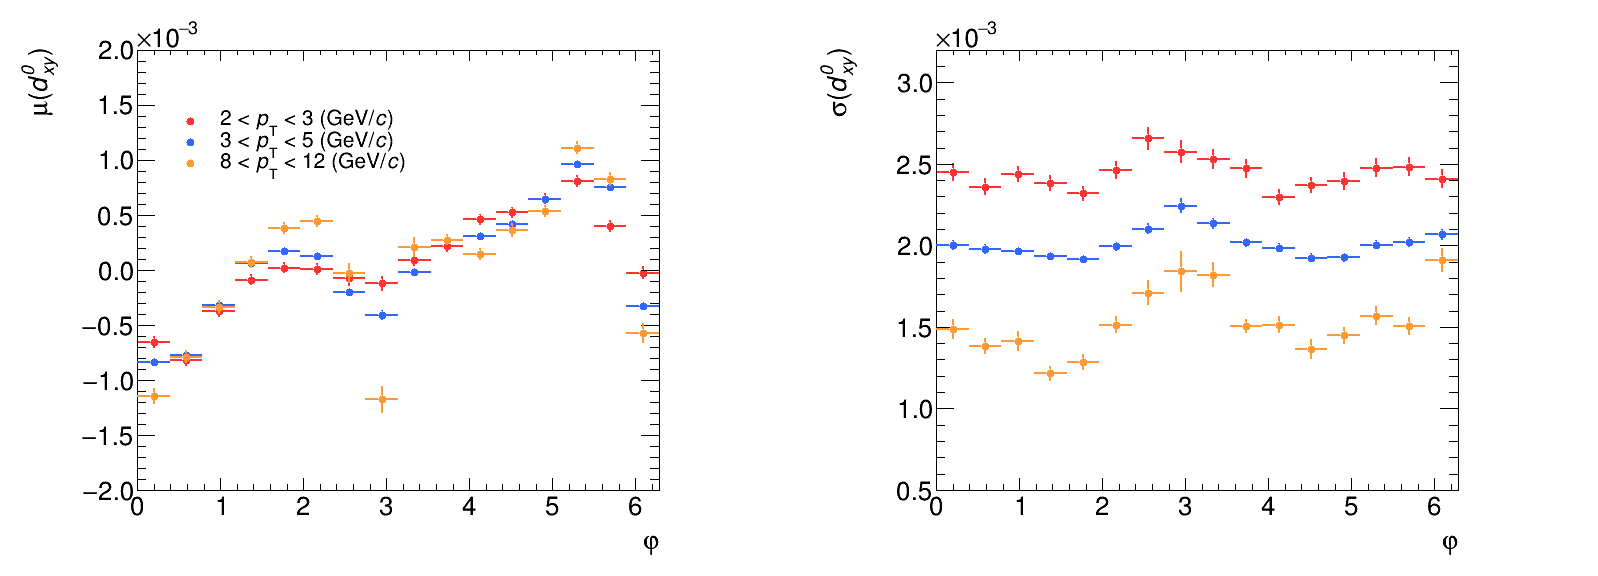 ×10⁻³
μ(d⁰xy)
2.0
1.5
1.0
0.5
0.0
−0.5
−1.0
−1.5
−2.0
2 < pT < 3 (GeV/c)
3 < pT < 5 (GeV/c)
8 < pT < 12 (GeV/c)
0 1 2 3 4 5 6
φ
×10⁻³
σ(d⁰xy)
3.0
2.5
2.0
1.5
1.0
0.5
0 1 2 3 4 5 6
φ